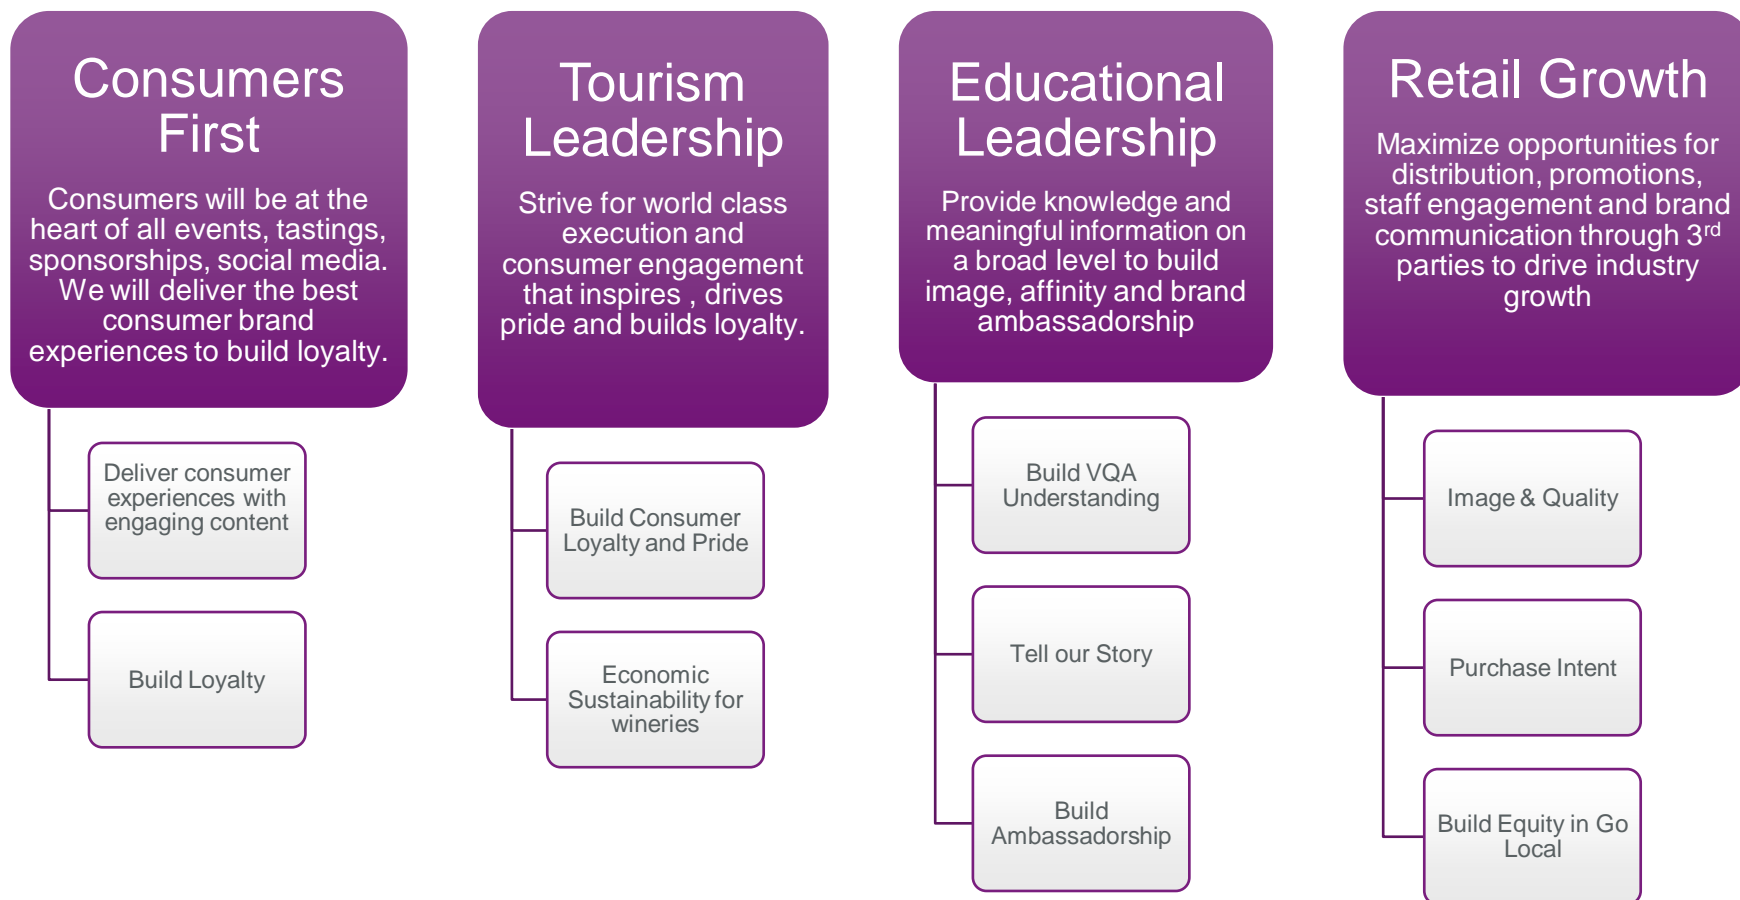 Consumers
First
Consumers will be at the
heart of all events, tastings,
sponsorships, social media.
We will deliver the best
consumer brand
experiences to build loyalty.
Deliver consumer
experiences with
engaging content
Build Loyalty
Tourism
Leadership
Strive for world class
execution and
consumer engagement
that inspires , drives
pride and builds loyalty.
Build Consumer
Loyalty and Pride
Economic
Sustainability for
wineries
Educational
Leadership
Provide knowledge and
meaningful information on
a broad level to build
image, affinity and brand
ambassadorship
Build VQA
Understanding
Tell our Story
Build
Ambassadorship
Retail Growth
Maximize opportunities for
distribution, promotions,
staff engagement and brand
communication through 3rd
parties to drive industry
growth
Image & Quality
Purchase Intent
Build Equity in Go
Local